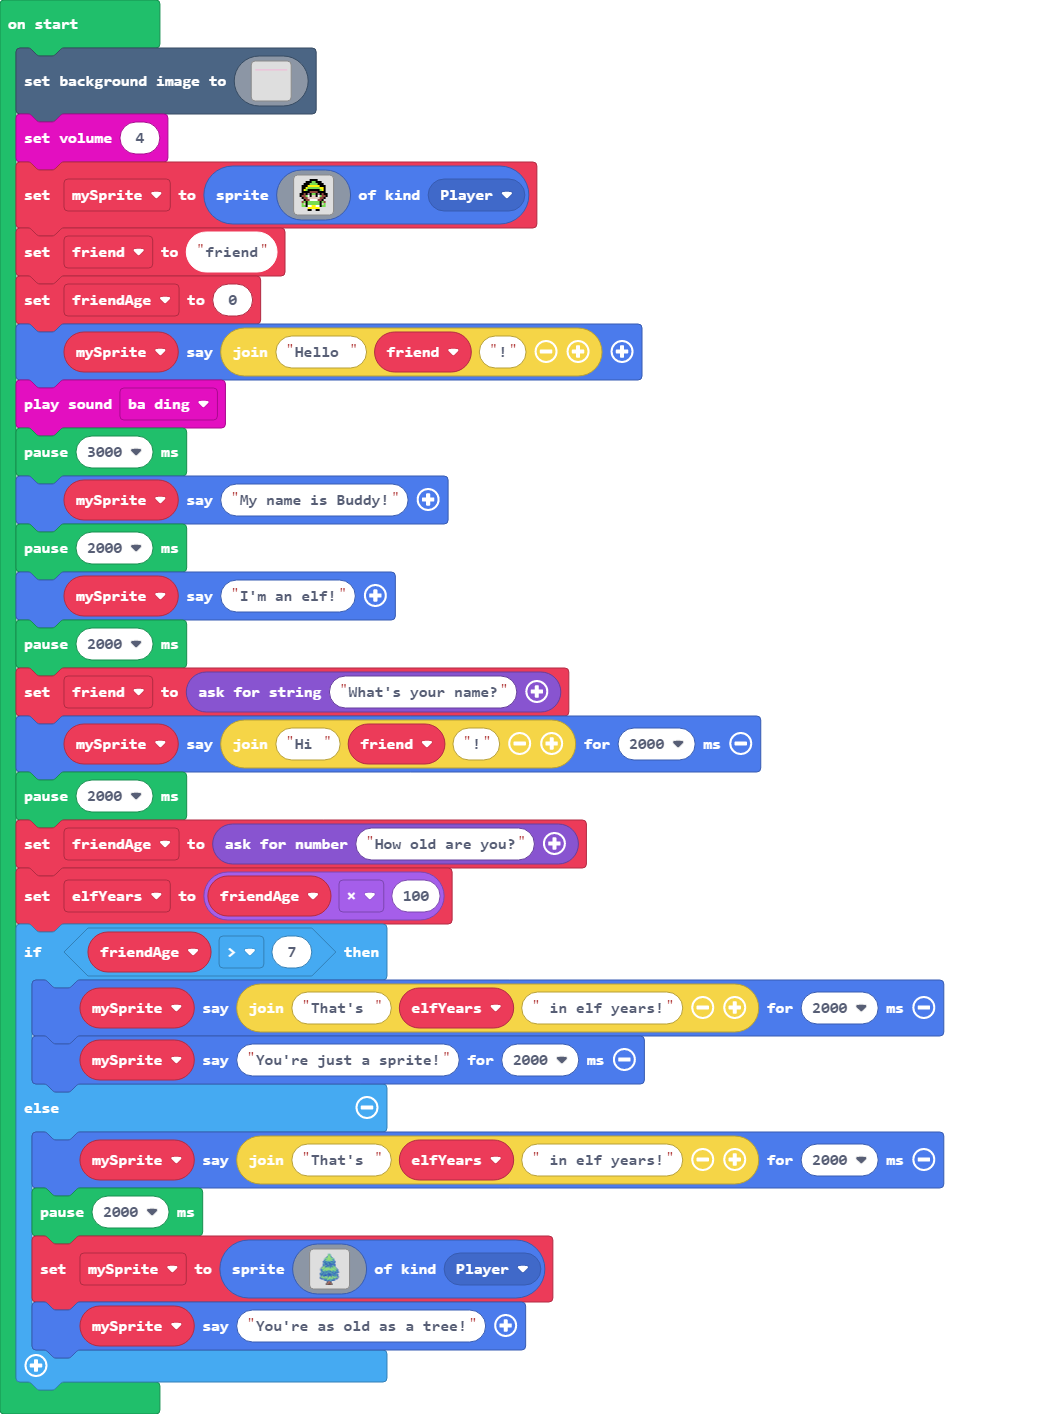 on start
set background image to
set volume 4
set mySprite to sprite of kind Player
set friend to "friend"
set friendAge to 0
mySprite say join "Hello " friend "!"
play sound ba ding
pause 3000 ms
mySprite say "My name is Buddy!"
pause 2000 ms
mySprite say "I'm an elf!"
pause 2000 ms
set friend to ask for string "What's your name?"
mySprite say join "Hi " friend "!" for 2000 ms
pause 2000 ms
set friendAge to ask for number "How old are you?"
set elfYears to friendAge × 100
if friendAge > 7 then
mySprite say join "That's " elfYears " in elf years!" for 2000 ms
mySprite say "You're just a sprite!" for 2000 ms
else
mySprite say join "That's " elfYears " in elf years!" for 2000 ms
pause 2000 ms
set mySprite to sprite of kind Player
mySprite say "You're as old as a tree!"